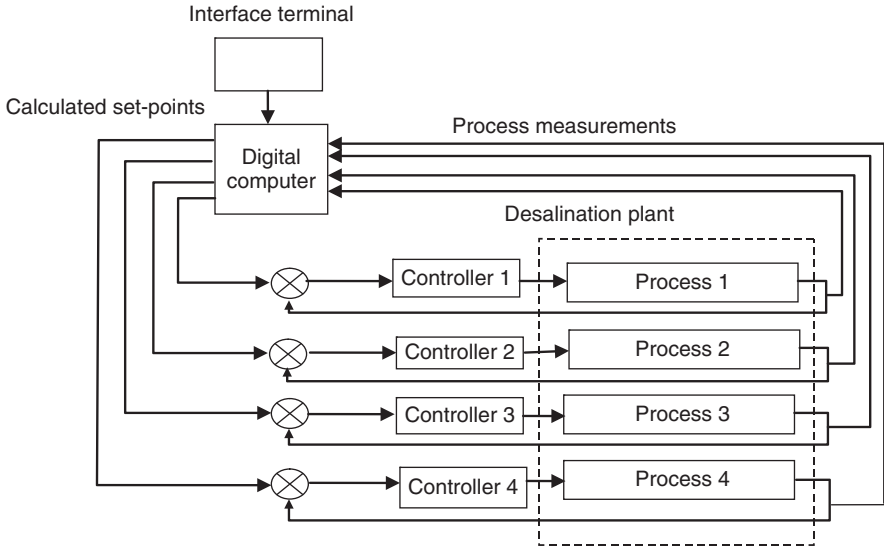 Interface terminal
Calculated set-points
Process measurements
Digital
computer
Desalination plant
Controller 1
Process 1
Controller 2
Process 2
Controller 3
Process 3
Controller 4
Process 4